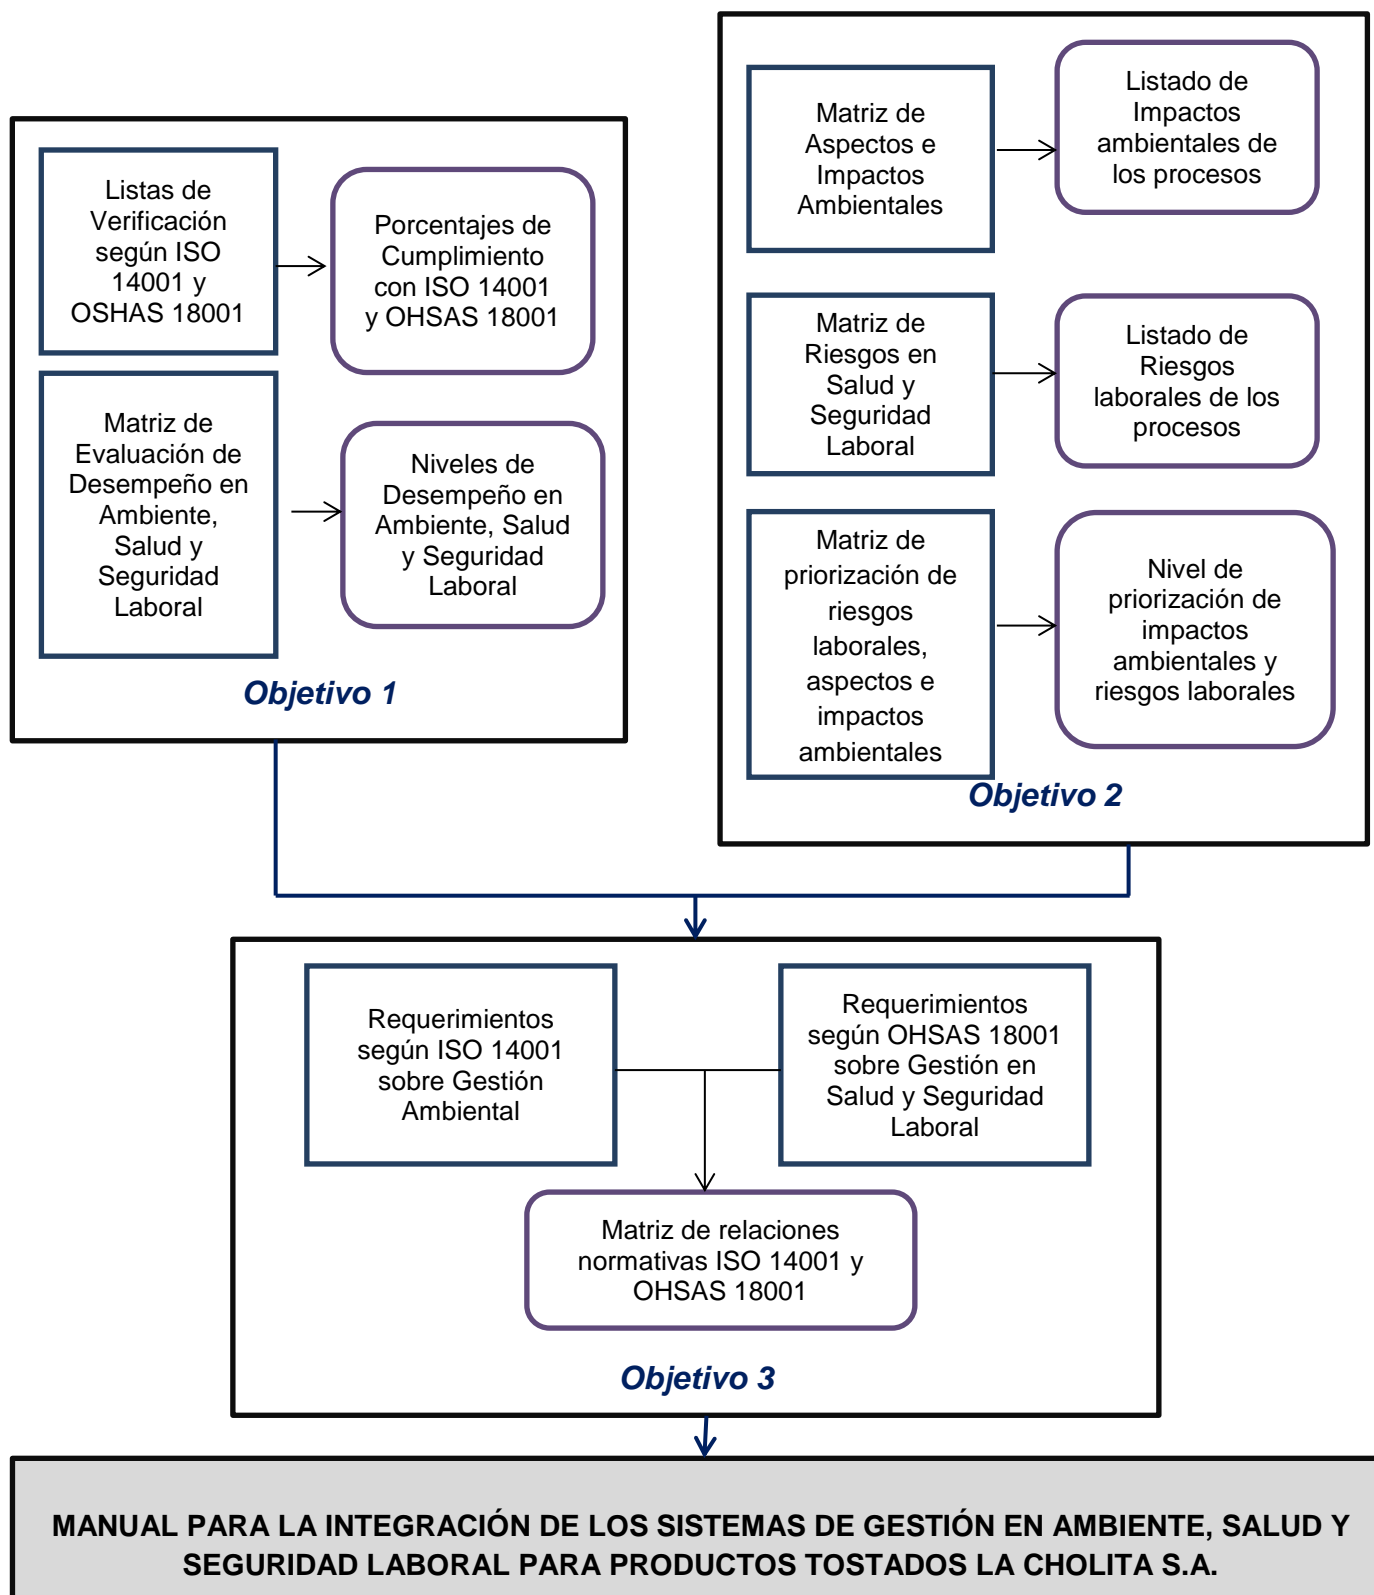 Listas de
Verificación
según ISO
14001 y
OSHAS 18001
Porcentajes de
Cumplimiento
con ISO 14001
y OHSAS 18001
Matriz de
Evaluación de
Desempeño en
Ambiente,
Salud y
Seguridad
Laboral
Niveles de
Desempeño en
Ambiente, Salud
y Seguridad
Laboral
Objetivo 1
Matriz de
Aspectos e
Impactos
Ambientales
Listado de
Impactos
ambientales de
los procesos
Matriz de
Riesgos en
Salud y
Seguridad
Laboral
Listado de
Riesgos
laborales de los
procesos
Matriz de
priorización de
riesgos
laborales,
aspectos e
impactos
ambientales
Nivel de
priorización de
impactos
ambientales y
riesgos laborales
Objetivo 2
Requerimientos
según ISO 14001
sobre Gestión
Ambiental
Requerimientos
según OHSAS 18001
sobre Gestión en
Salud y Seguridad
Laboral
Matriz de relaciones
normativas ISO 14001 y
OHSAS 18001
Objetivo 3
MANUAL PARA LA INTEGRACIÓN DE LOS SISTEMAS DE GESTIÓN EN AMBIENTE, SALUD Y
SEGURIDAD LABORAL PARA PRODUCTOS TOSTADOS LA CHOLITA S.A.